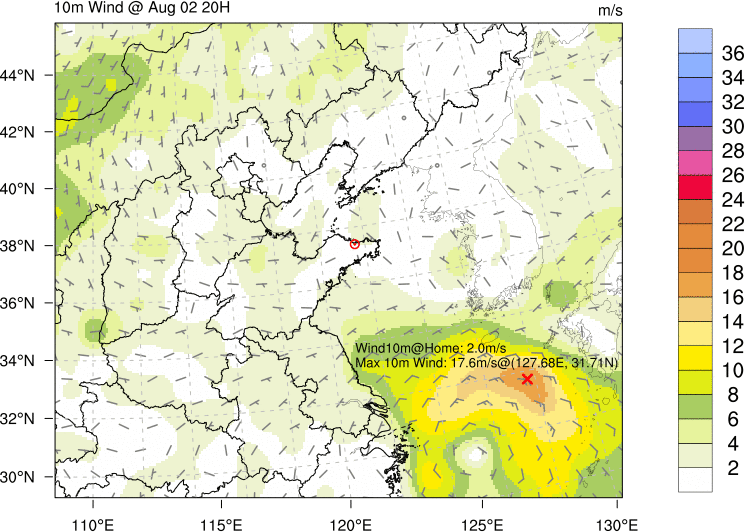 10m Wind @ Aug 02 20H
m/s
44°N
42°N
40°N
38°N
36°N
34°N
32°N
30°N
Wind10m@Home: 2.0m/s
Max 10m Wind: 17.6m/s@(127.68E, 31.71N)
110°E
115°E
120°E
125°E
130°E
36
34
32
30
28
26
24
22
20
18
16
14
12
10
8
6
4
2